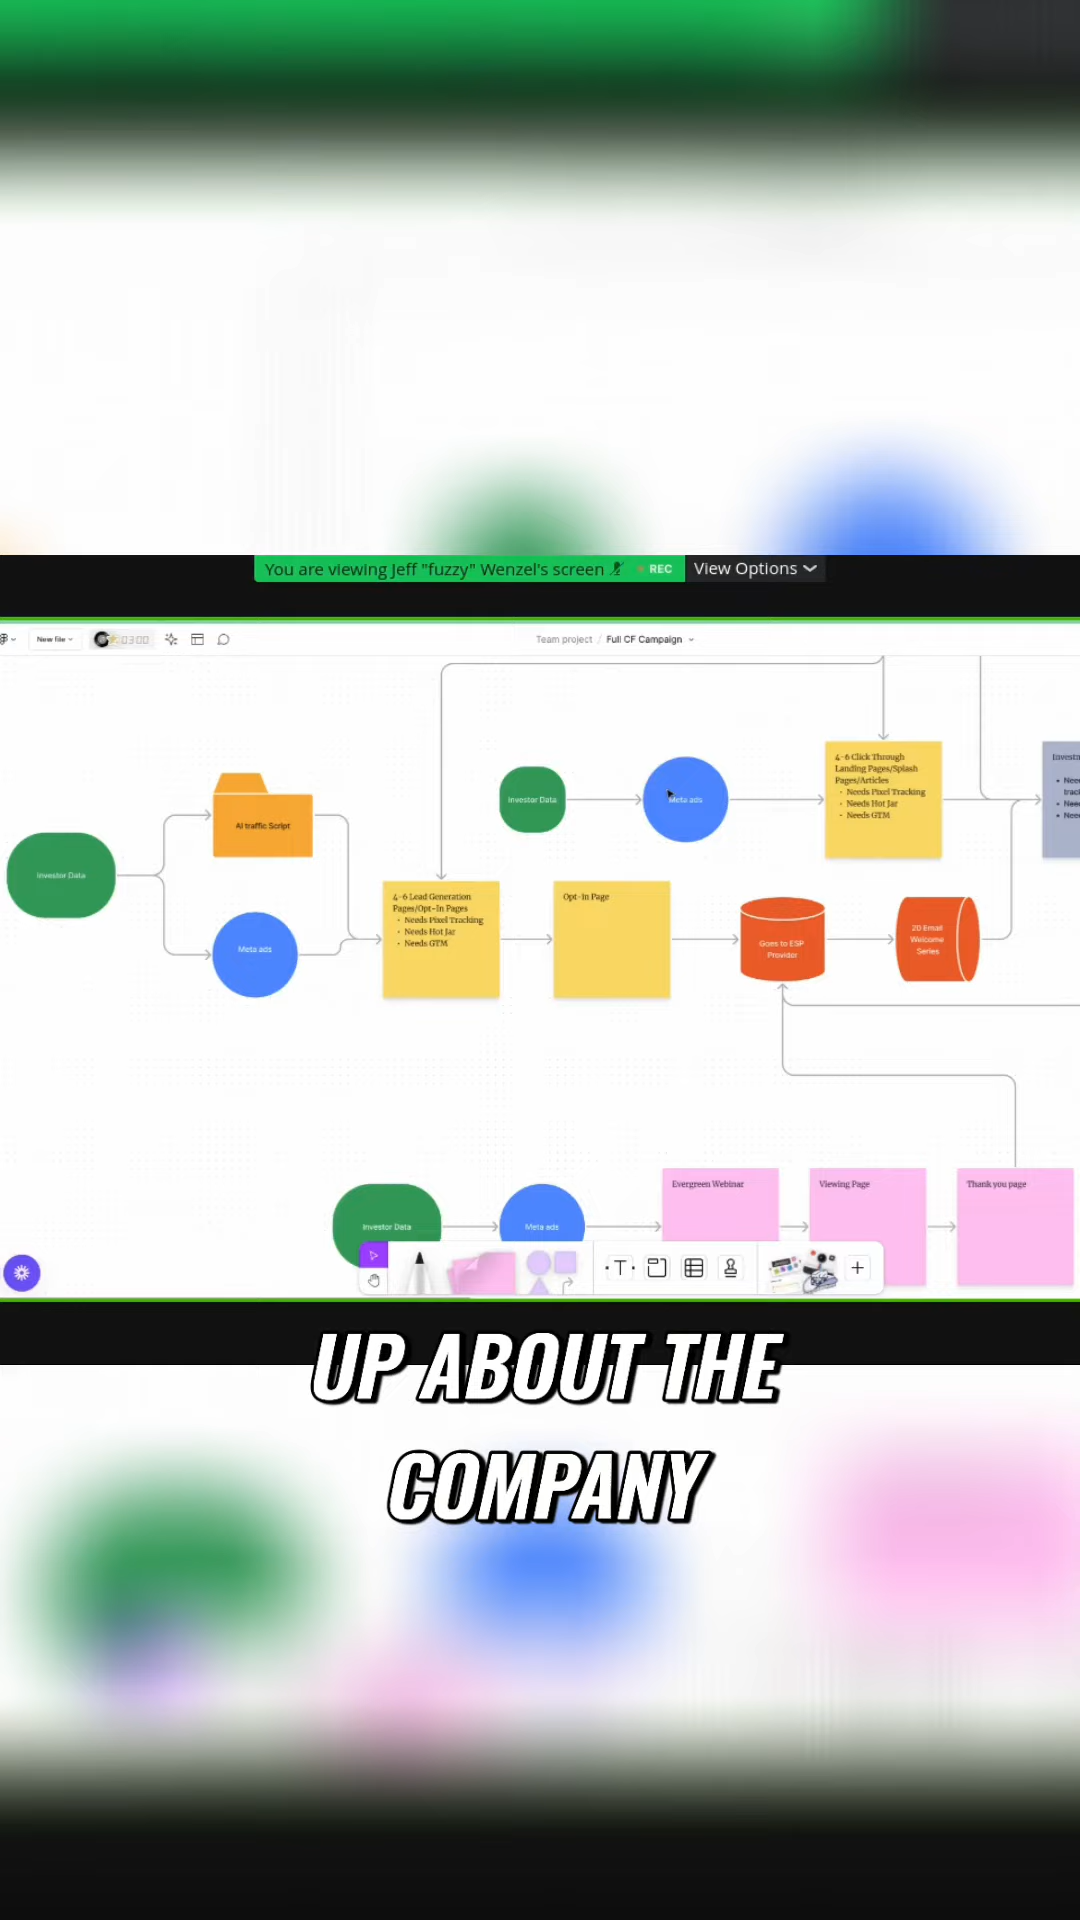 You are viewing Jeff "fuzzy" Wenzel's screen
REC
View Options
New file
03:00
Team project / Full CF Campaign
Investor Data
AI traffic Script
Meta ads
Investor Data
Meta ads
4-6 Click Through
Landing Pages/Splash
Pages/Articles
• Needs Pixel Tracking
• Needs Hot Jar
• Needs GTM
4-6 Lead Generation
Pages/Opt-In Pages
• Needs Pixel Tracking
• Needs Hot Jar
• Needs GTM
Opt-In Page
Goes to ESP
Provider
20 Email
Welcome
Series
Investor Data
Meta ads
Evergreen Webinar
Viewing Page
Thank you page
T
UP ABOUT THE
COMPANY